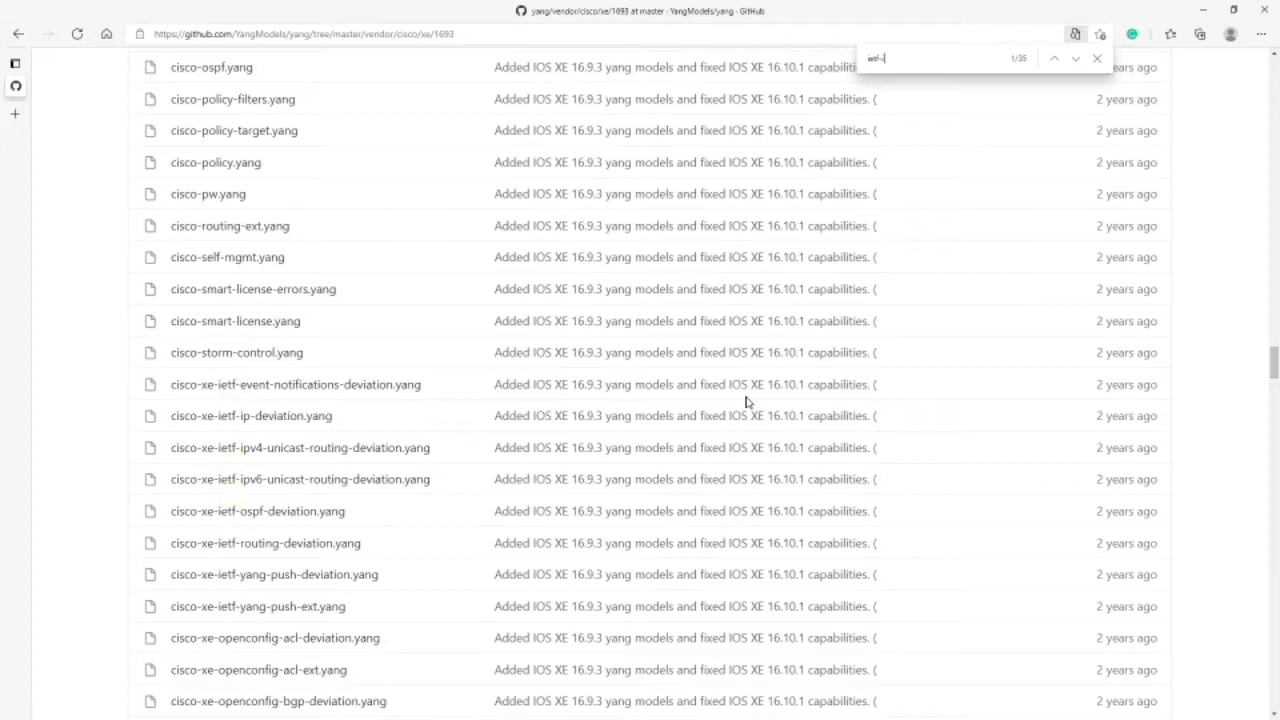 yang/vendor/cisco/xe/1693 at master · YangModels/yang · GitHub
https://github.com/YangModels/yang/tree/master/vendor/cisco/xe/1693
ietf-i 1/35
cisco-ospf.yang Added IOS XE 16.9.3 yang models and fixed IOS XE 16.10.1 capabiliti ears ago
cisco-policy-filters.yang Added IOS XE 16.9.3 yang models and fixed IOS XE 16.10.1 capabilities. ( 2 years ago
cisco-policy-target.yang Added IOS XE 16.9.3 yang models and fixed IOS XE 16.10.1 capabilities. ( 2 years ago
cisco-policy.yang Added IOS XE 16.9.3 yang models and fixed IOS XE 16.10.1 capabilities. ( 2 years ago
cisco-pw.yang Added IOS XE 16.9.3 yang models and fixed IOS XE 16.10.1 capabilities. ( 2 years ago
cisco-routing-ext.yang Added IOS XE 16.9.3 yang models and fixed IOS XE 16.10.1 capabilities. ( 2 years ago
cisco-self-mgmt.yang Added IOS XE 16.9.3 yang models and fixed IOS XE 16.10.1 capabilities. ( 2 years ago
cisco-smart-license-errors.yang Added IOS XE 16.9.3 yang models and fixed IOS XE 16.10.1 capabilities. ( 2 years ago
cisco-smart-license.yang Added IOS XE 16.9.3 yang models and fixed IOS XE 16.10.1 capabilities. ( 2 years ago
cisco-storm-control.yang Added IOS XE 16.9.3 yang models and fixed IOS XE 16.10.1 capabilities. ( 2 years ago
cisco-xe-ietf-event-notifications-deviation.yang Added IOS XE 16.9.3 yang models and fixed IOS XE 16.10.1 capabilities. ( 2 years ago
cisco-xe-ietf-ip-deviation.yang Added IOS XE 16.9.3 yang models and fixed IOS XE 16.10.1 capabilities. ( 2 years ago
cisco-xe-ietf-ipv4-unicast-routing-deviation.yang Added IOS XE 16.9.3 yang models and fixed IOS XE 16.10.1 capabilities. ( 2 years ago
cisco-xe-ietf-ipv6-unicast-routing-deviation.yang Added IOS XE 16.9.3 yang models and fixed IOS XE 16.10.1 capabilities. ( 2 years ago
cisco-xe-ietf-ospf-deviation.yang Added IOS XE 16.9.3 yang models and fixed IOS XE 16.10.1 capabilities. ( 2 years ago
cisco-xe-ietf-routing-deviation.yang Added IOS XE 16.9.3 yang models and fixed IOS XE 16.10.1 capabilities. ( 2 years ago
cisco-xe-ietf-yang-push-deviation.yang Added IOS XE 16.9.3 yang models and fixed IOS XE 16.10.1 capabilities. ( 2 years ago
cisco-xe-ietf-yang-push-ext.yang Added IOS XE 16.9.3 yang models and fixed IOS XE 16.10.1 capabilities. ( 2 years ago
cisco-xe-openconfig-acl-deviation.yang Added IOS XE 16.9.3 yang models and fixed IOS XE 16.10.1 capabilities. ( 2 years ago
cisco-xe-openconfig-acl-ext.yang Added IOS XE 16.9.3 yang models and fixed IOS XE 16.10.1 capabilities. ( 2 years ago
cisco-xe-openconfig-bgp-deviation.yang Added IOS XE 16.9.3 yang models and fixed IOS XE 16.10.1 capabilities. ( 2 years ago